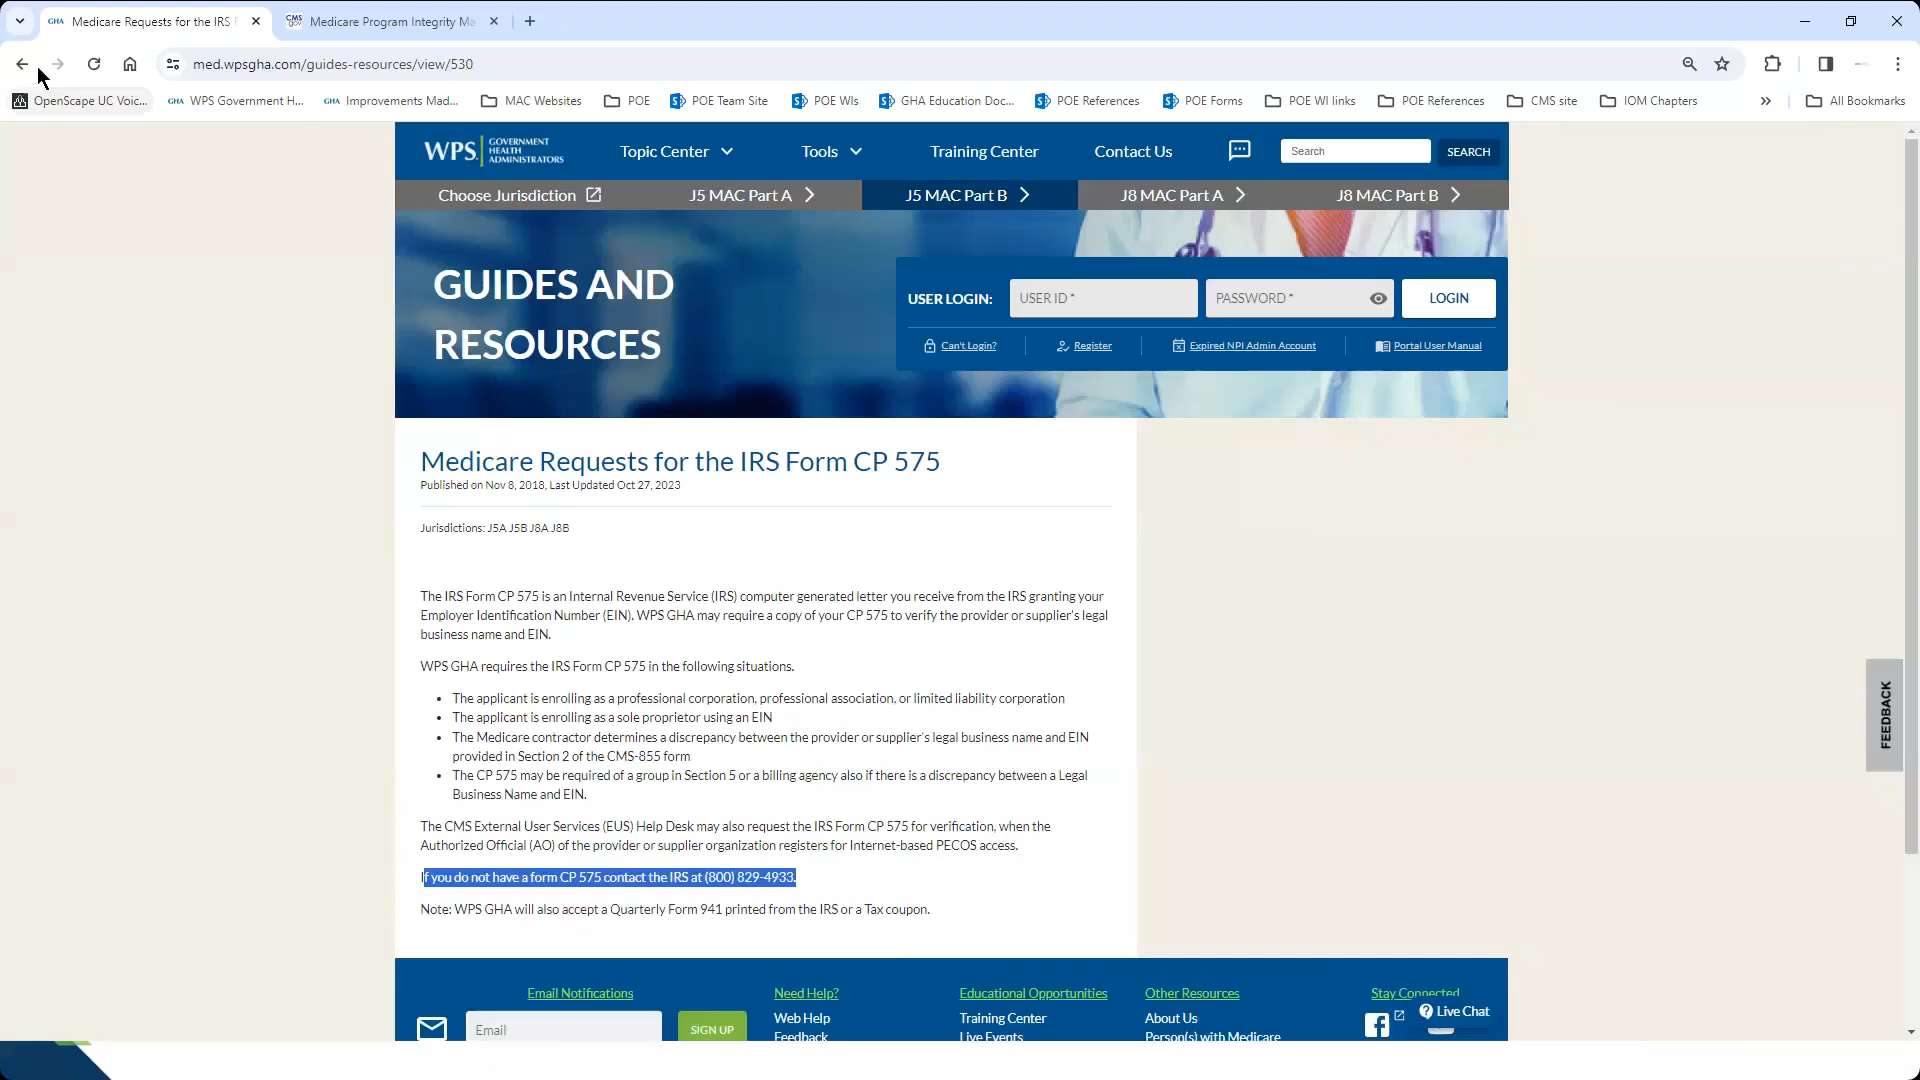 GHA Medicare Requests for the IRS F
CMS.gov Medicare Program Integrity Ma
med.wpsgha.com/guides-resources/view/530
OpenScape UC Voic... GHA WPS Government H... GHA Improvements Mad... MAC Websites POE POE Team Site POE WIs GHA Education Doc... POE References POE Forms POE WI links POE References CMS site IOM Chapters » All Bookmarks
WPS. GOVERNMENT
HEALTH
ADMINISTRATORS
Topic Center Tools Training Center Contact Us Search SEARCH
Choose Jurisdiction J5 MAC Part A J5 MAC Part B J8 MAC Part A J8 MAC Part B
GUIDES AND
RESOURCES
USER LOGIN: USER ID * PASSWORD * LOGIN
Can't Login? Register Expired NPI Admin Account Portal User Manual
Medicare Requests for the IRS Form CP 575
Published on Nov 8, 2018, Last Updated Oct 27, 2023
Jurisdictions: J5A J5B J8A J8B
The IRS Form CP 575 is an Internal Revenue Service (IRS) computer generated letter you receive from the IRS granting your
Employer Identification Number (EIN). WPS GHA may require a copy of your CP 575 to verify the provider or supplier's legal
business name and EIN.
WPS GHA requires the IRS Form CP 575 in the following situations.
• The applicant is enrolling as a professional corporation, professional association, or limited liability corporation
• The applicant is enrolling as a sole proprietor using an EIN
• The Medicare contractor determines a discrepancy between the provider or supplier's legal business name and EIN
provided in Section 2 of the CMS-855 form
• The CP 575 may be required of a group in Section 5 or a billing agency also if there is a discrepancy between a Legal
Business Name and EIN.
The CMS External User Services (EUS) Help Desk may also request the IRS Form CP 575 for verification, when the
Authorized Official (AO) of the provider or supplier organization registers for Internet-based PECOS access.
If you do not have a form CP 575 contact the IRS at (800) 829-4933.
Note: WPS GHA will also accept a Quarterly Form 941 printed from the IRS or a Tax coupon.
FEEDBACK
Email Notifications Need Help? Educational Opportunities Other Resources Stay Connected
Email SIGN UP Web Help Training Center About Us Live Chat
Feedback Live Events Person(s) with Medicare